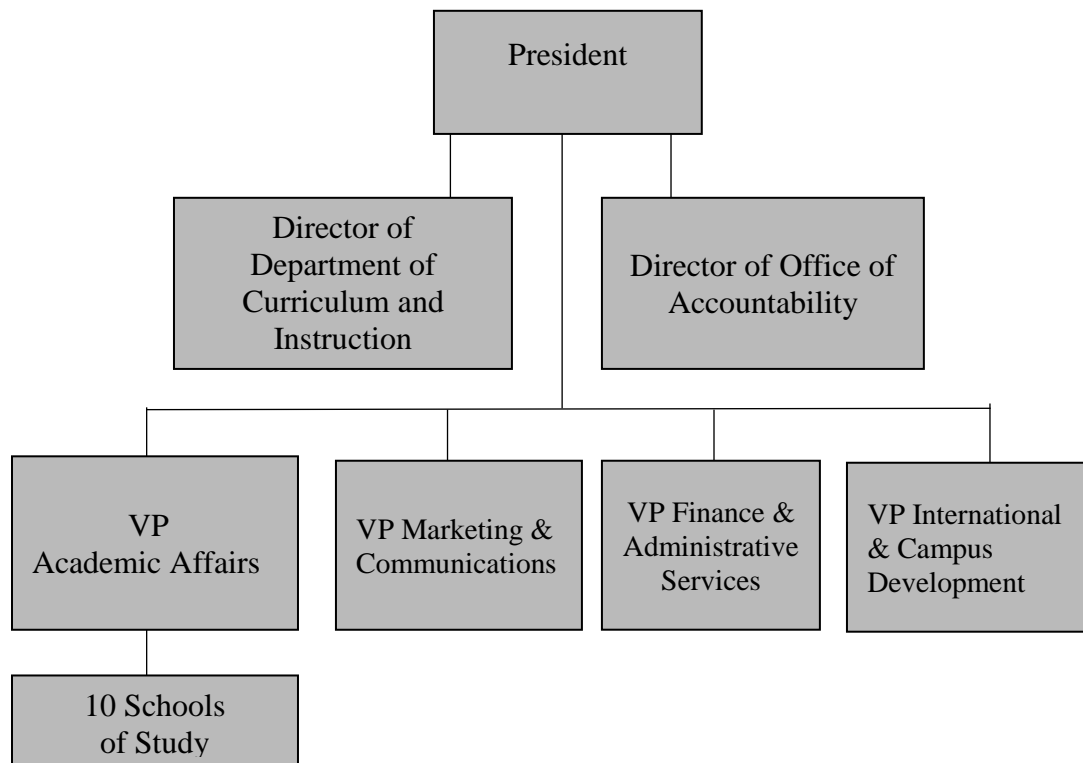 President
Director of
Department of
Curriculum and
Instruction
Director of Office of
Accountability
VP
Academic Affairs
VP Marketing &
Communications
VP Finance &
Administrative
Services
VP International
& Campus
Development
10 Schools
of Study